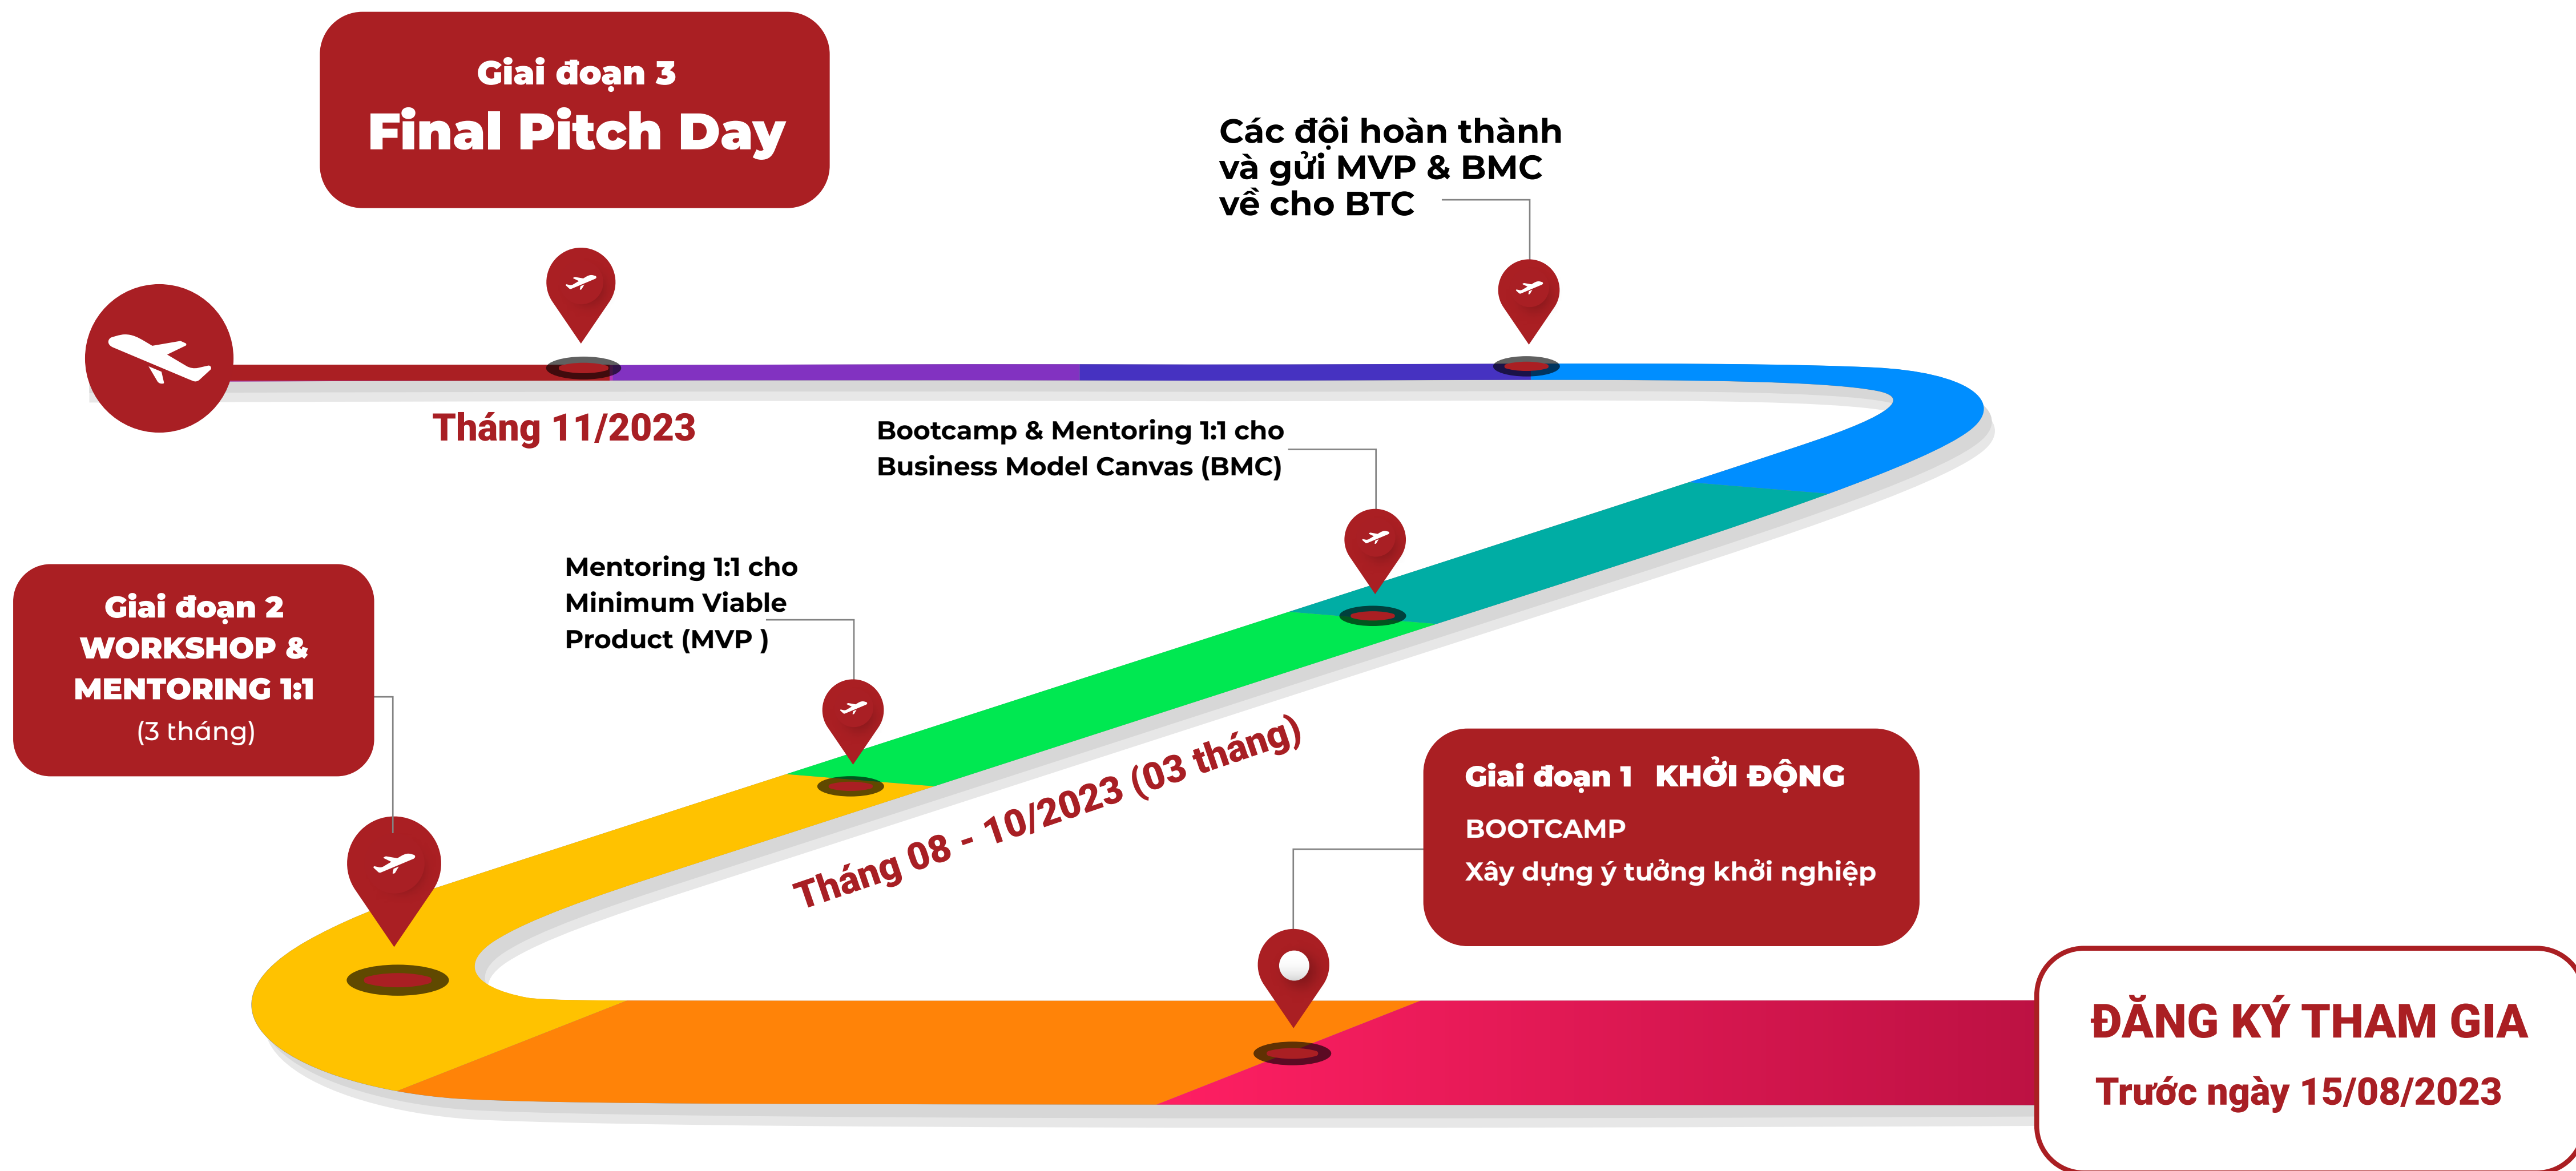 Giai đoạn 3
Final Pitch Day
Các đội hoàn thành
và gửi MVP & BMC
về cho BTC
Tháng 11/2023
Bootcamp & Mentoring 1:1 cho
Business Model Canvas (BMC)
Mentoring 1:1 cho
Minimum Viable
Product (MVP )
Giai đoạn 2
WORKSHOP &
MENTORING 1:1
(3 tháng)
Tháng 08 - 10/2023 (03 tháng)
Giai đoạn 1 KHỞI ĐỘNG
BOOTCAMP
Xây dựng ý tưởng khởi nghiệp
ĐĂNG KÝ THAM GIA
Trước ngày 15/08/2023